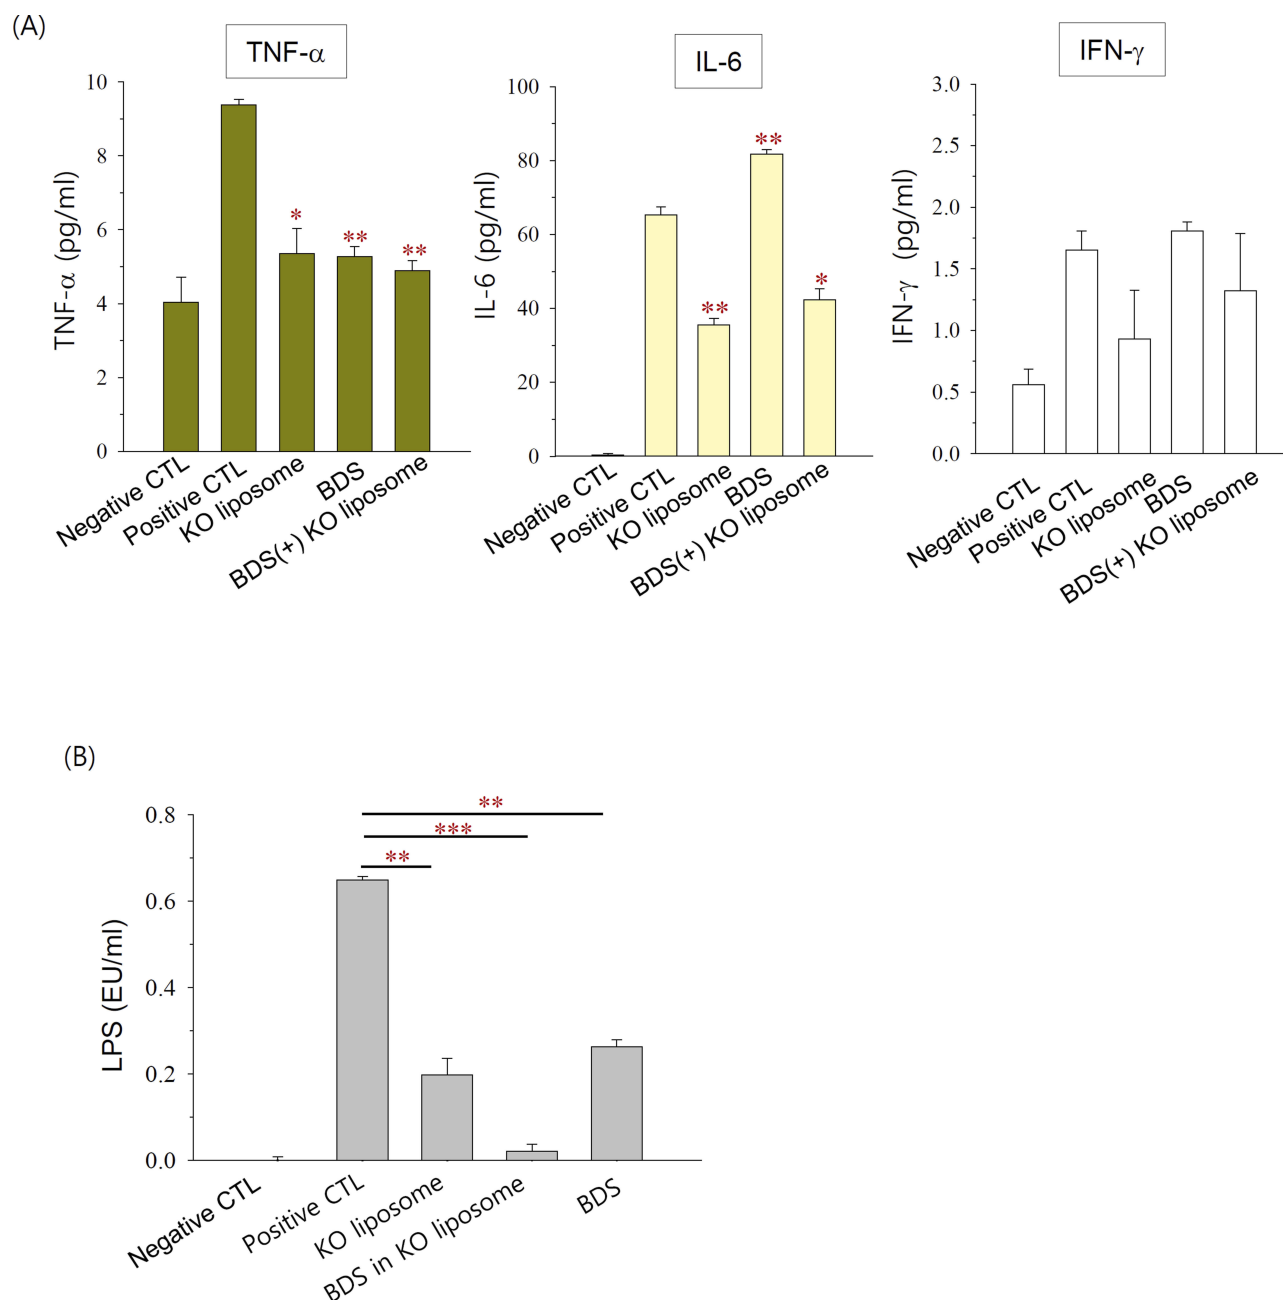 (A)
TNF-α
IL-6
IFN-γ
TNF-α (pg/ml)
10
8
6
4
2
0
*
**
**
Negative CTL
Positive CTL
KO liposome
BDS
BDS(+) KO liposome
IL-6 (pg/ml)
100
80
60
40
20
0
**
**
*
Negative CTL
Positive CTL
KO liposome
BDS
BDS(+) KO liposome
IFN-γ (pg/ml)
3.0
2.5
2.0
1.5
1.0
0.5
0.0
Negative CTL
Positive CTL
KO liposome
BDS
BDS(+) KO liposome
(B)
LPS (EU/ml)
0.8
0.6
0.4
0.2
0.0
**
***
**
Negative CTL
Positive CTL
KO liposome
BDS in KO liposome
BDS